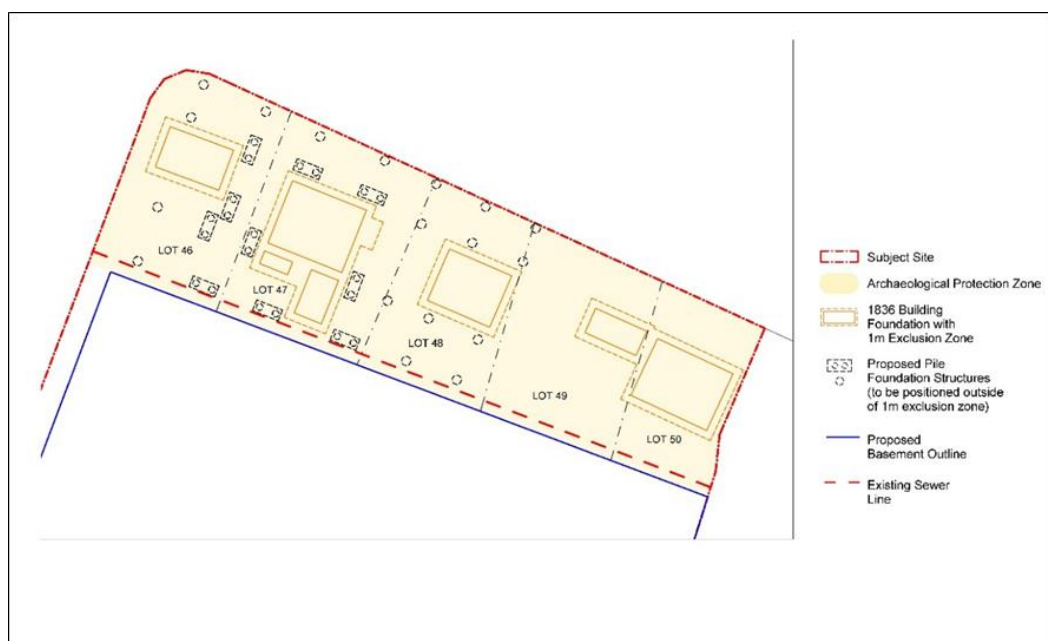 LOT 46
LOT 47
LOT 48
LOT 49
LOT 50
Subject Site
Archaeological Protection Zone
1836 Building
Foundation with
1m Exclusion Zone
Proposed Pile
Foundation Structures
(to be positioned outside
of 1m exclusion zone)
Proposed
Basement Outline
Existing Sewer
Line